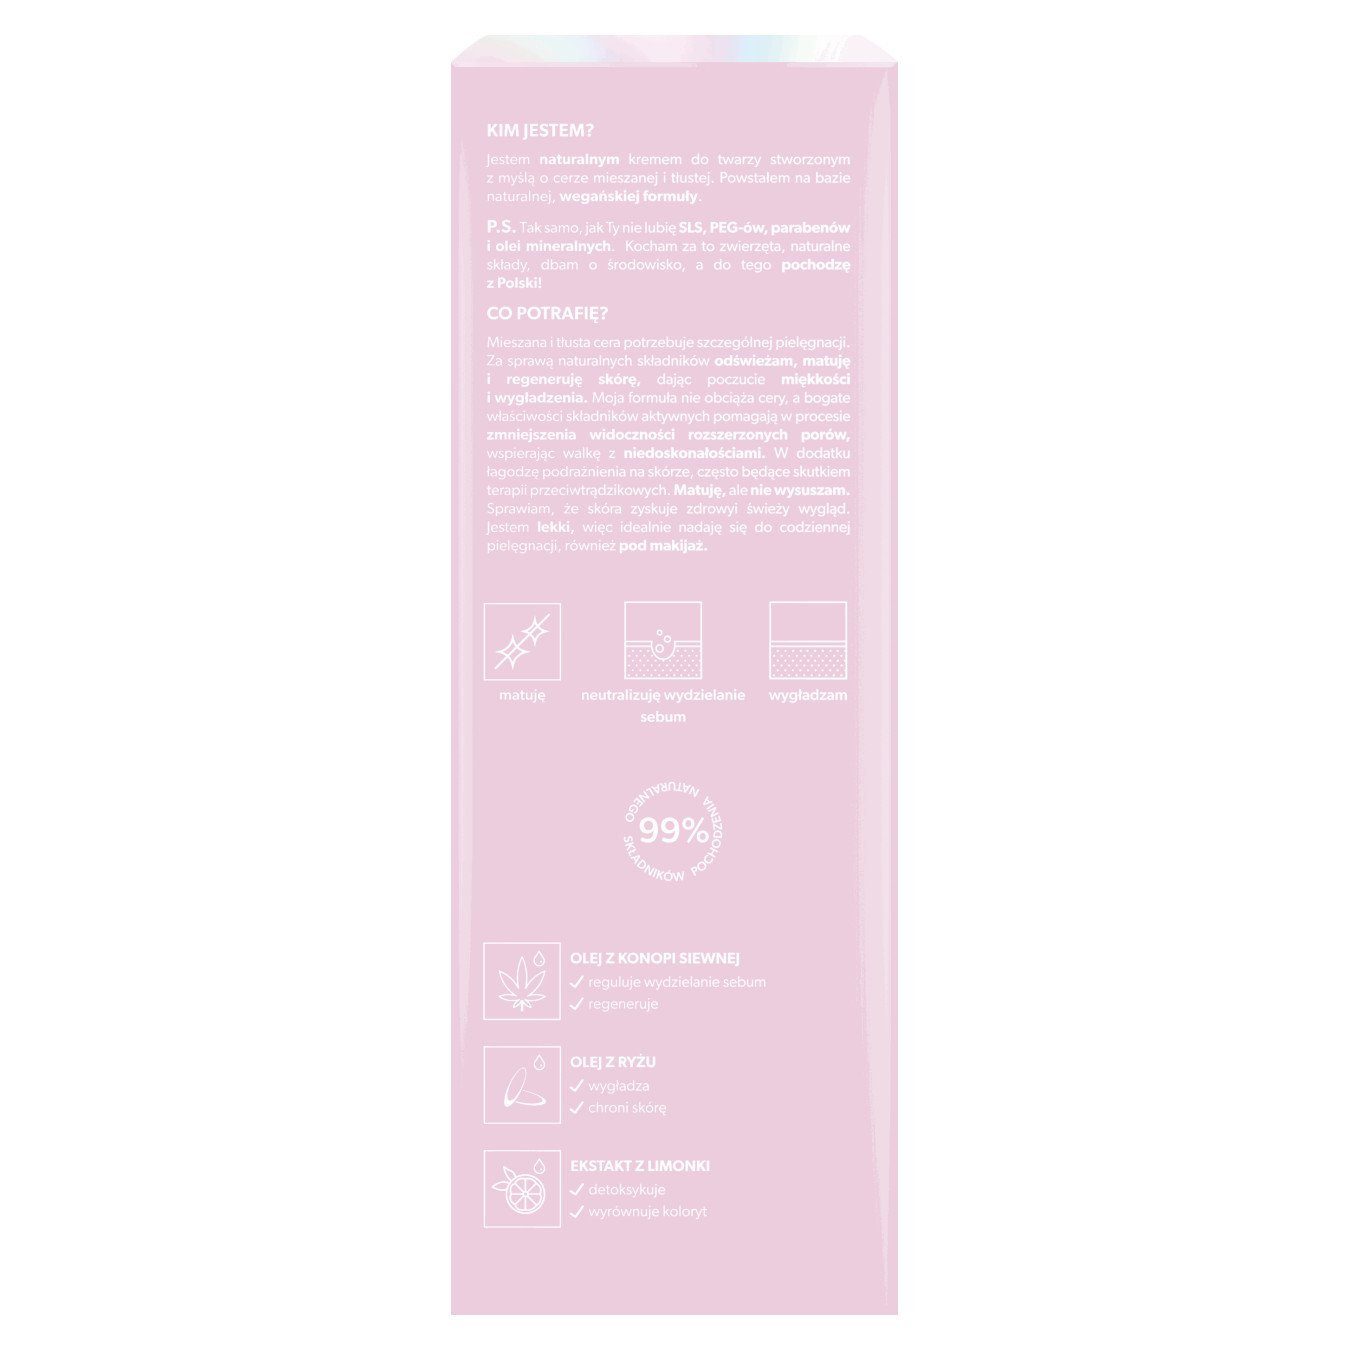 KIM JESTEM?
Jestem naturalnym kremem do twarzy stworzonym
z myślą o cerze mieszanej i tłustej. Powstałem na bazie
naturalnej, wegańskiej formuły.
P.S. Tak samo, jak Ty nie lubię SLS, PEG-ów, parabenów
i olei mineralnych. Kocham za to zwierzęta, naturalne
składy, dbam o środowisko, a do tego pochodzę
z Polski!
CO POTRAFIĘ?
Mieszana i tłusta cera potrzebuje szczególnej pielęgnacji.
Za sprawą naturalnych składników odświeżam, matuję
i regeneruję skórę, dając poczucie miękkości
i wygładzenia. Moja formuła nie obciąża cery, a bogate
właściwości składników aktywnych pomagają w procesie
zmniejszenia widoczności rozszerzonych porów,
wspierając walkę z niedoskonałościami. W dodatku
łagodzę podrażnienia na skórze, często będące skutkiem
terapii przeciwtrądzikowych. Matuję, ale nie wysuszam.
Sprawiam, że skóra zyskuje zdrowyi świeży wygląd.
Jestem lekki, więc idealnie nadaję się do codziennej
pielęgnacji, również pod makijaż.
matuję
neutralizuję wydzielanie
sebum
wygładzam
99%
SKŁADNIKÓW POCHODZENIA NATURALNEGO
OLEJ Z KONOPI SIEWNEJ
reguluje wydzielanie sebum
regeneruje
OLEJ Z RYŻU
wygładza
chroni skórę
EKSTAKT Z LIMONKI
detoksykuje
wyrównuje koloryt